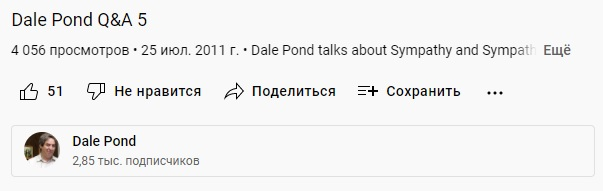 Dale Pond Q&A 5
4 056 просмотров • 25 июл. 2011 г. • Dale Pond talks about Sympathy and Sympath Ещё
51 Не нравится Поделиться Сохранить
Dale Pond
2,85 тыс. подписчиков